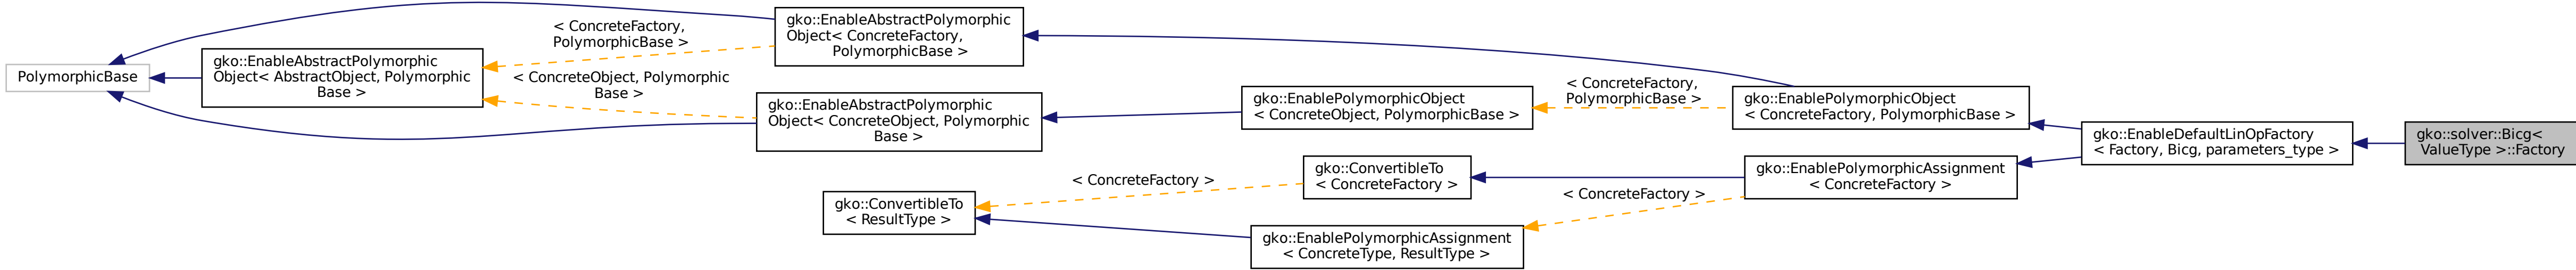 PolymorphicBase
gko::EnableAbstractPolymorphic
Object< AbstractObject, Polymorphic
Base >
< ConcreteFactory,
PolymorphicBase >
< ConcreteObject, Polymorphic
Base >
gko::EnableAbstractPolymorphic
Object< ConcreteFactory,
PolymorphicBase >
gko::EnableAbstractPolymorphic
Object< ConcreteObject, Polymorphic
Base >
gko::ConvertibleTo
< ResultType >
< ConcreteFactory >
gko::EnablePolymorphicObject
< ConcreteObject, PolymorphicBase >
gko::ConvertibleTo
< ConcreteFactory >
gko::EnablePolymorphicAssignment
< ConcreteType, ResultType >
< ConcreteFactory,
PolymorphicBase >
< ConcreteFactory >
gko::EnablePolymorphicObject
< ConcreteFactory, PolymorphicBase >
gko::EnablePolymorphicAssignment
< ConcreteFactory >
gko::EnableDefaultLinOpFactory
< Factory, Bicg, parameters_type >
gko::solver::Bicg<
ValueType >::Factory